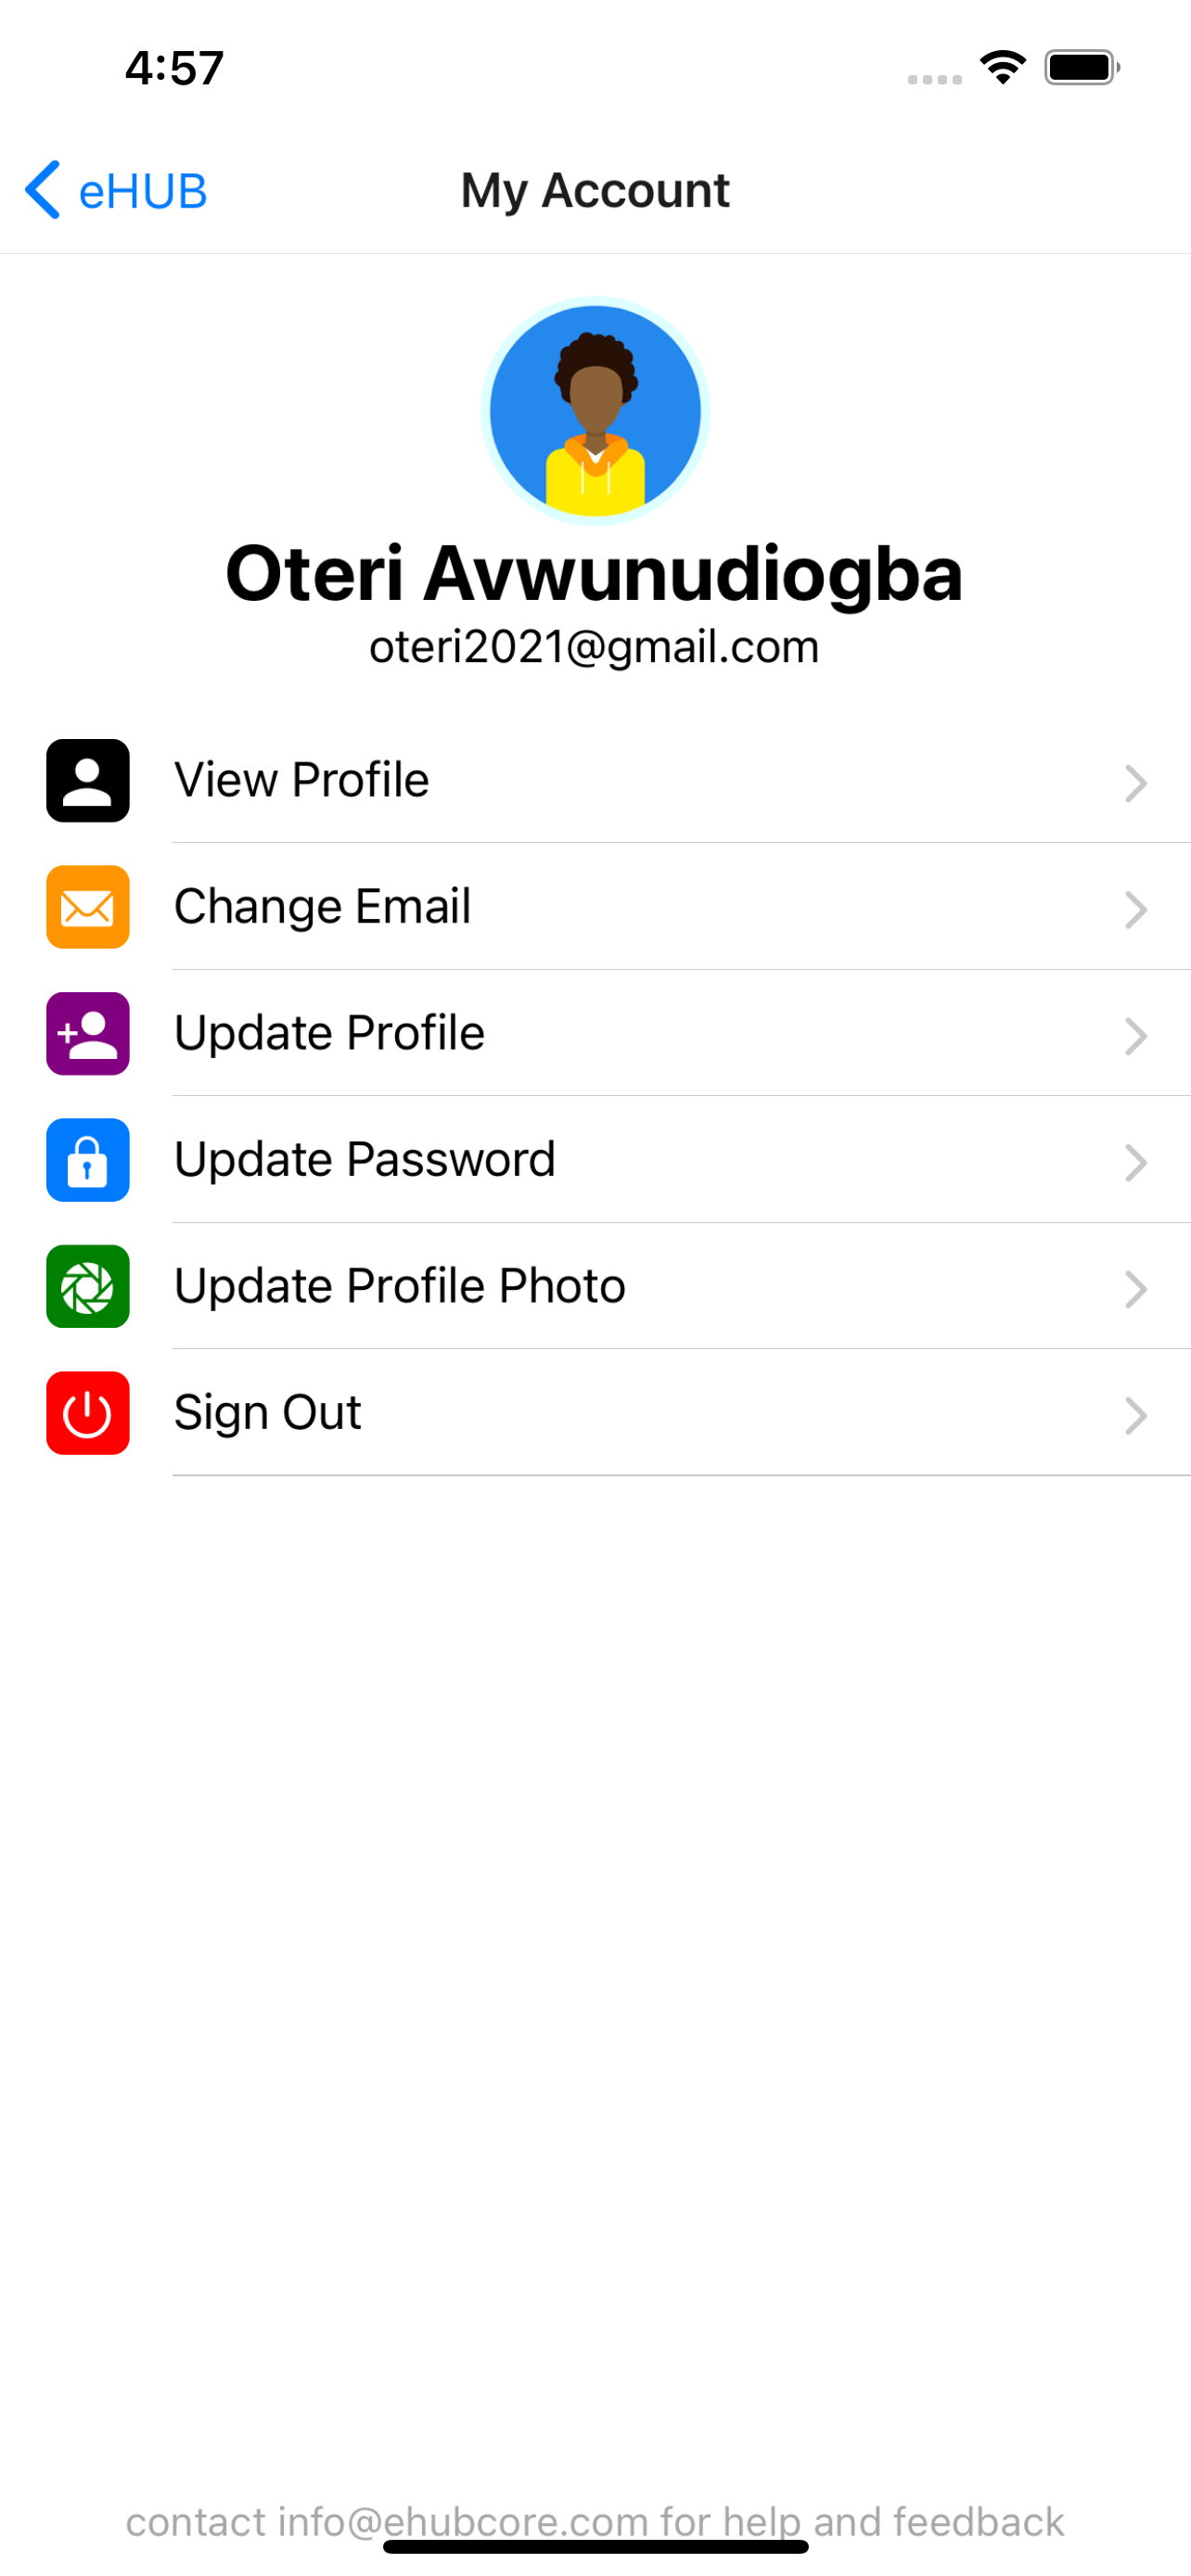 4:57
eHUB
My Account
Oteri Avwunudiogba
oteri2021@gmail.com
View Profile
Change Email
Update Profile
Update Password
Update Profile Photo
Sign Out
contact info@ehubcore.com for help and feedback